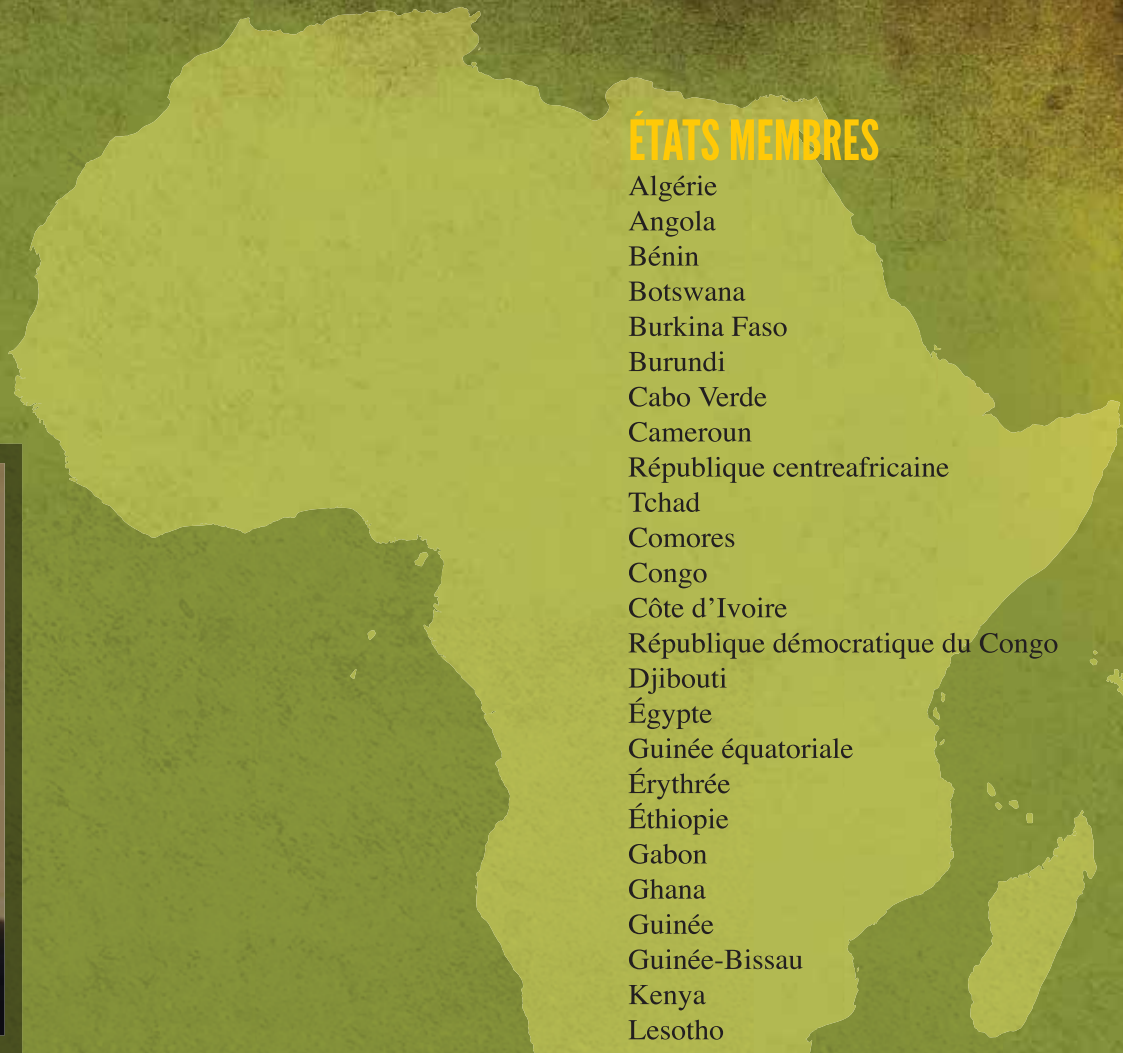 ÉTATS MEMBRES
Algérie
Angola
Bénin
Botswana
Burkina Faso
Burundi
Cabo Verde
Cameroun
République centreafricaine
Tchad
Comores
Congo
Côte d’Ivoire
République démocratique du Congo
Djibouti
Égypte
Guinée équatoriale
Érythrée
Éthiopie
Gabon
Ghana
Guinée
Guinée-Bissau
Kenya
Lesotho